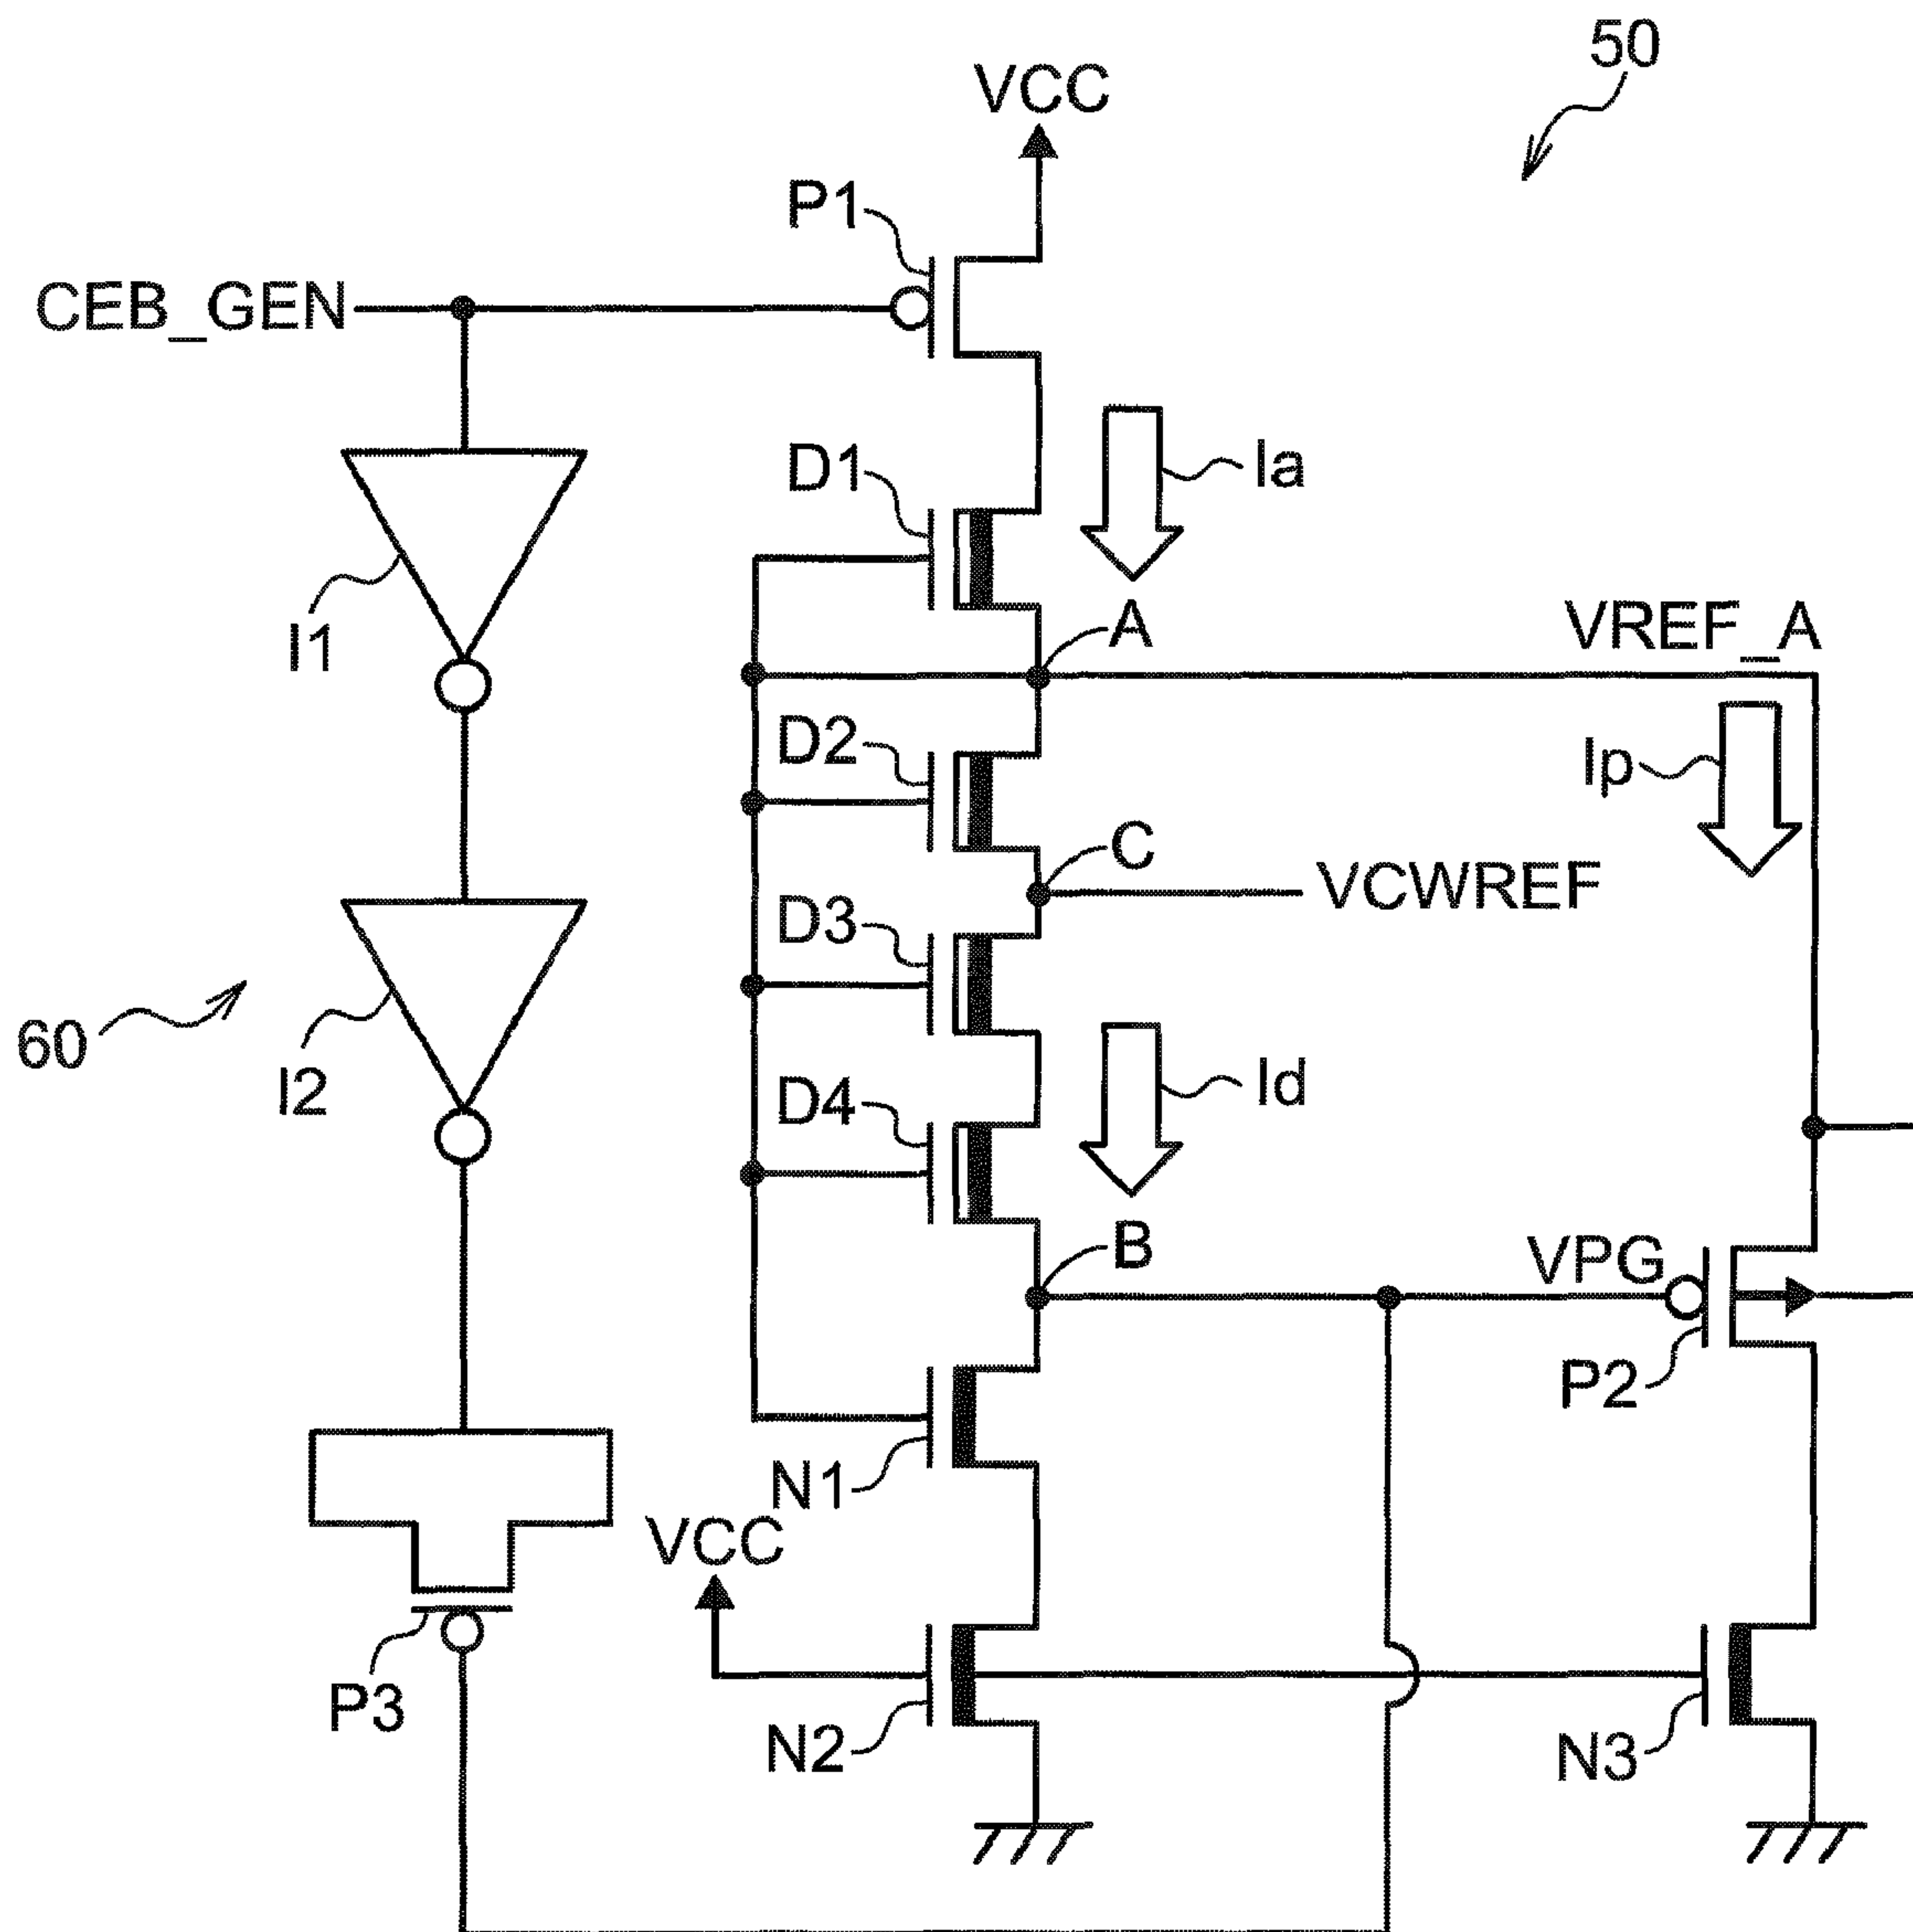 50
VCC
P1
CEB_GEN
D1
Ia
I1
A
VREF_A
D2
Ip
C
VCWREF
D3
60
I2
D4
Id
B
VPG
P2
N1
VCC
P3
N2
N3